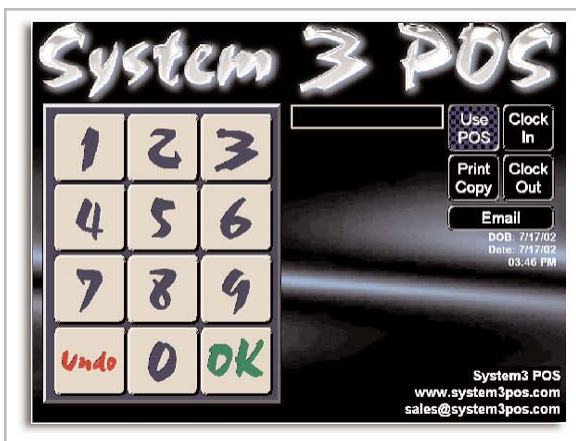 System 3 POS
1 2 3
4 5 6
7 8 9
Undo 0 OK
Use POS
Clock In
Print Copy
Clock Out
Email
DOB: 7/17/02
Date: 7/17/02
03:46 PM
System3 POS
www.system3pos.com
sales@system3pos.com